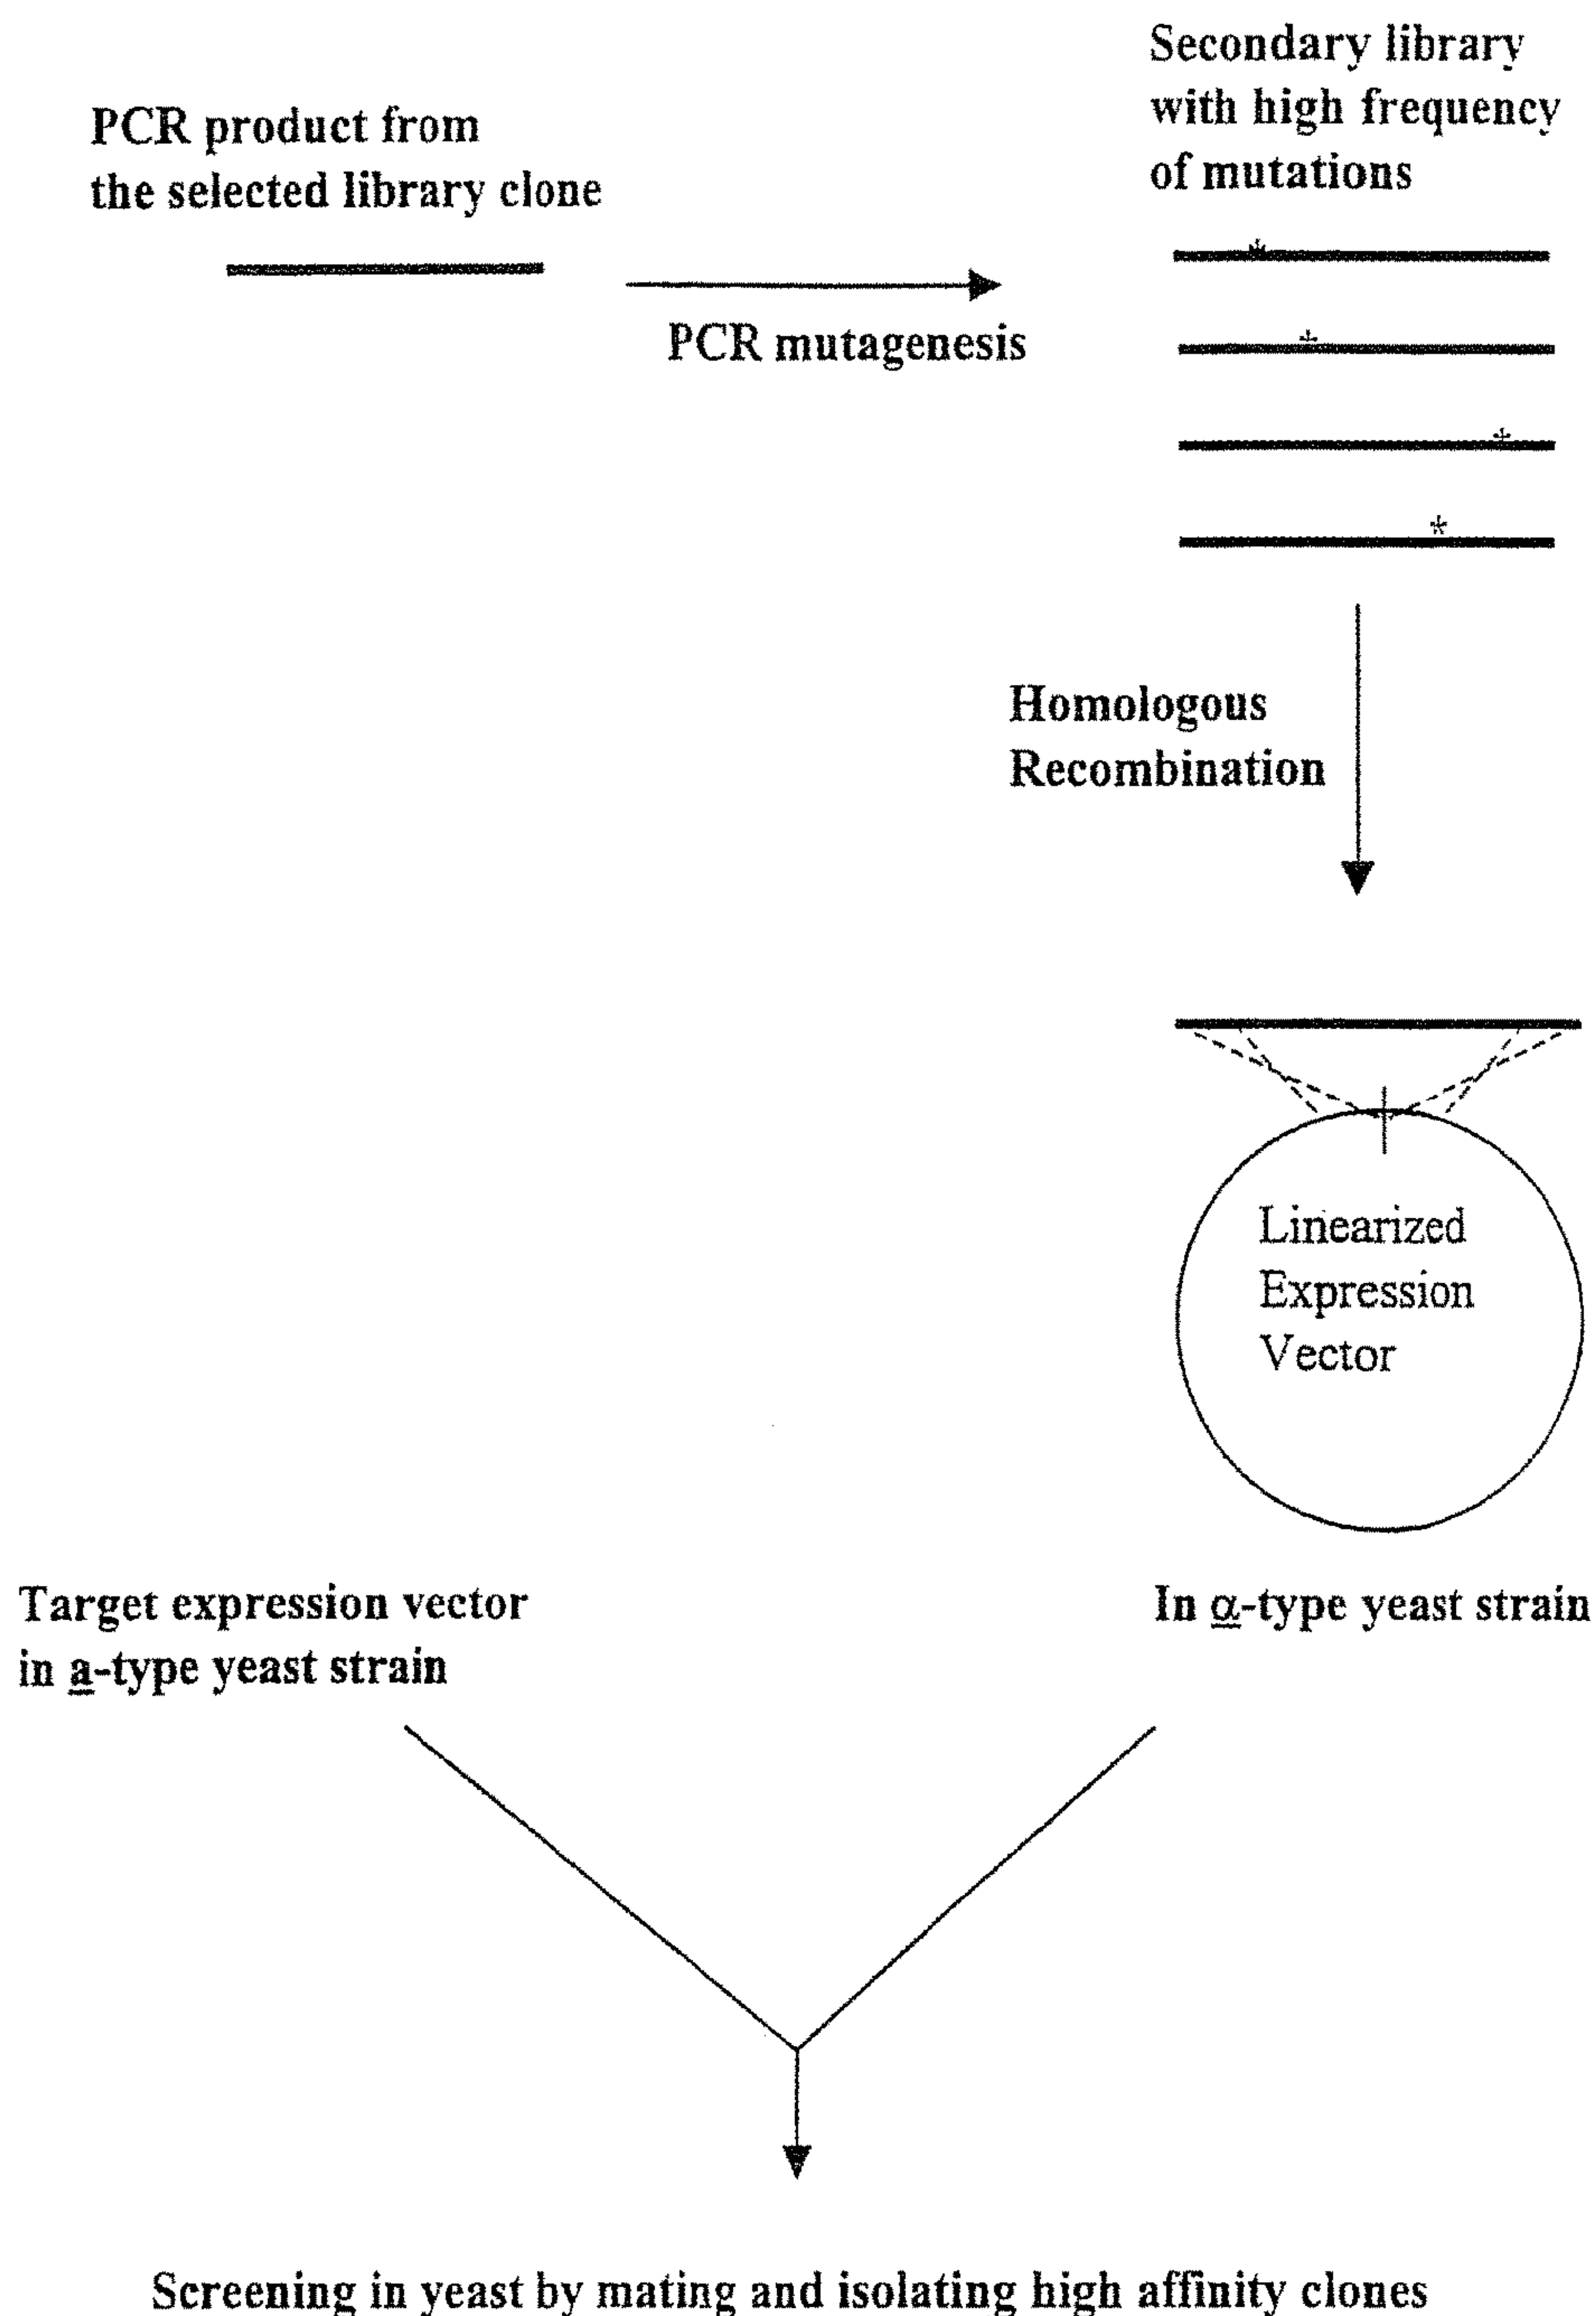 PCR product from
the selected library clone
Secondary library
with high frequency
of mutations
PCR mutagenesis
Homologous
Recombination
Linearized
Expression
Vector
Target expression vector
in a-type yeast strain
In α-type yeast strain
Screening in yeast by mating and isolating high affinity clones